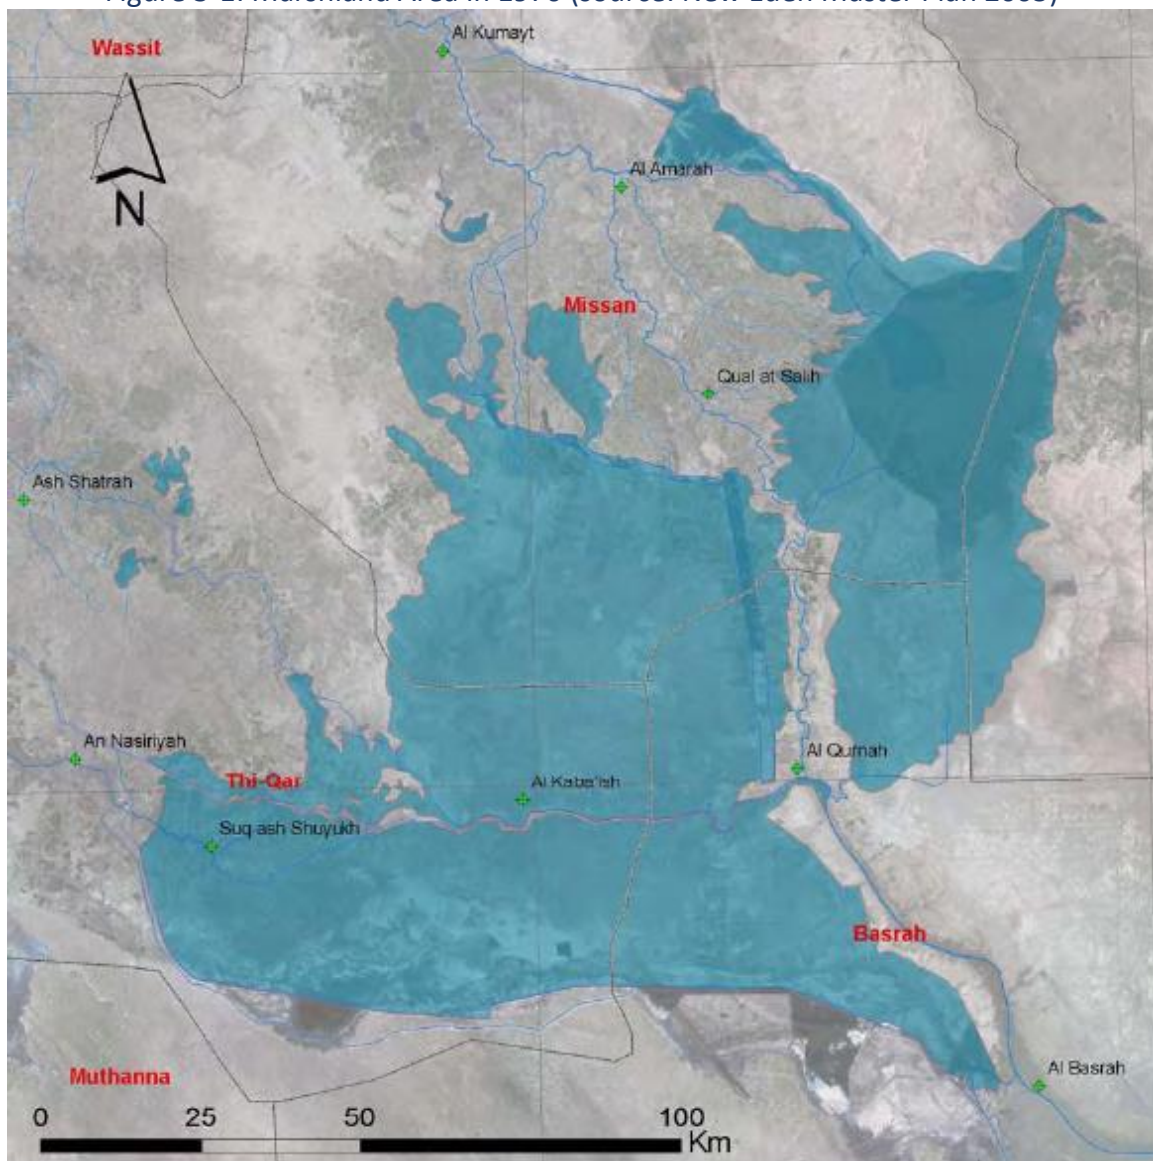 Wassit
Al Kumayt
N
Al Amarah
Missan
Qual at Salih
Ash Shatrah
An Nasiriyah
Al Qurnah
Thi-Qar
Al Kaba'ish
Suq ash Shuyukh
Basrah
Muthanna
Al Basrah
0 25 50 100
Km